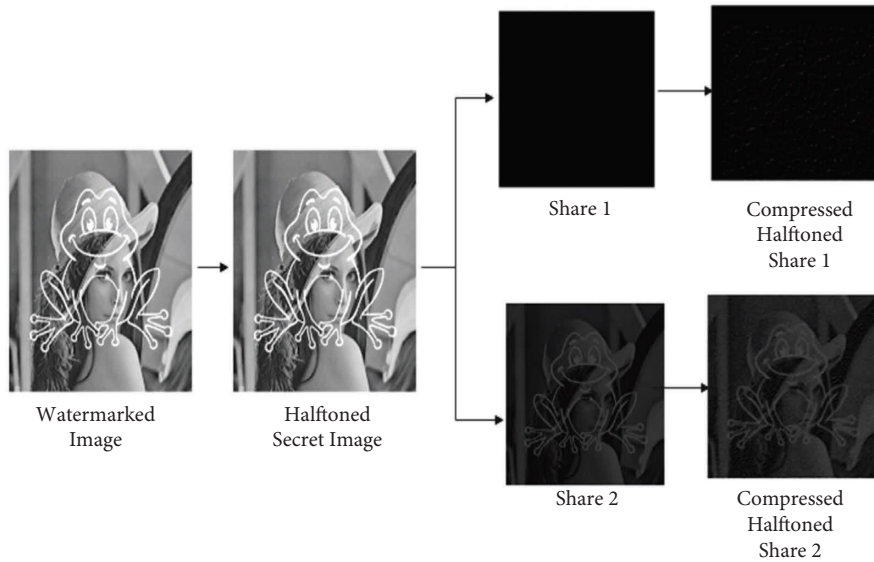 Watermarked
Image
Halftoned
Secret Image
Share 1
Compressed
Halftoned
Share 1
Share 2
Compressed
Halftoned
Share 2